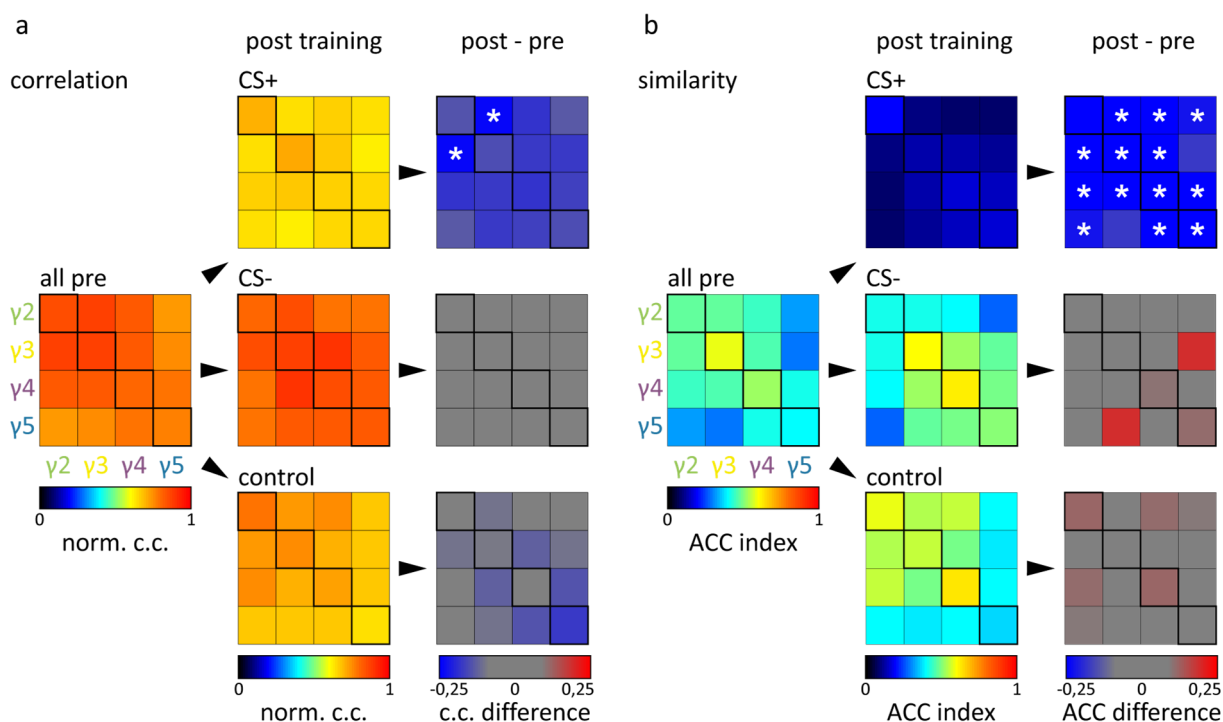 a
post training
post - pre
correlation
CS+
*
*
all pre
CS-
γ2
γ3
γ4
γ5
γ2 γ3 γ4 γ5
0 1
norm. c.c.
control
0 1
norm. c.c.
-0,25 0 0,25
c.c. difference
b
post training
post - pre
similarity
CS+
* * *
* * *
* * * *
* * *
all pre
CS-
γ2
γ3
γ4
γ5
γ2 γ3 γ4 γ5
0 1
ACC index
control
0 1
ACC index
-0,25 0 0,25
ACC difference